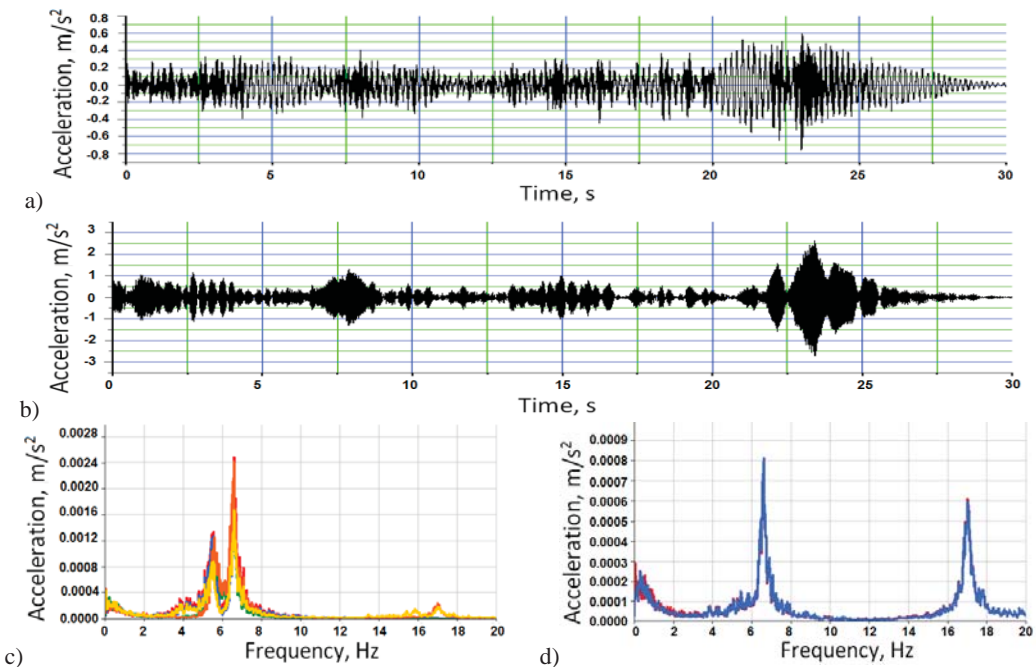 Acceleration, m/s²
0.8
0.6
0.4
0.2
0.0
-0.2
-0.4
-0.6
-0.8
0 5 10 15 20 25 30
Time, s
a)
Acceleration, m/s²
3
2
1
0
-1
-2
-3
0 5 10 15 20 25 30
Time, s
b)
Acceleration, m/s²
0.0028
0.0024
0.0016
0.0012
0.0008
0.0004
0.0000
0 2 4 6 8 10 12 14 16 18 20
Frequency, Hz
c)
Acceleration, m/s²
0.0009
0.0008
0.0007
0.0006
0.0005
0.0004
0.0003
0.0002
0.0001
0.0000
0 2 4 6 8 10 12 14 16 18 20
Frequency, Hz
d)